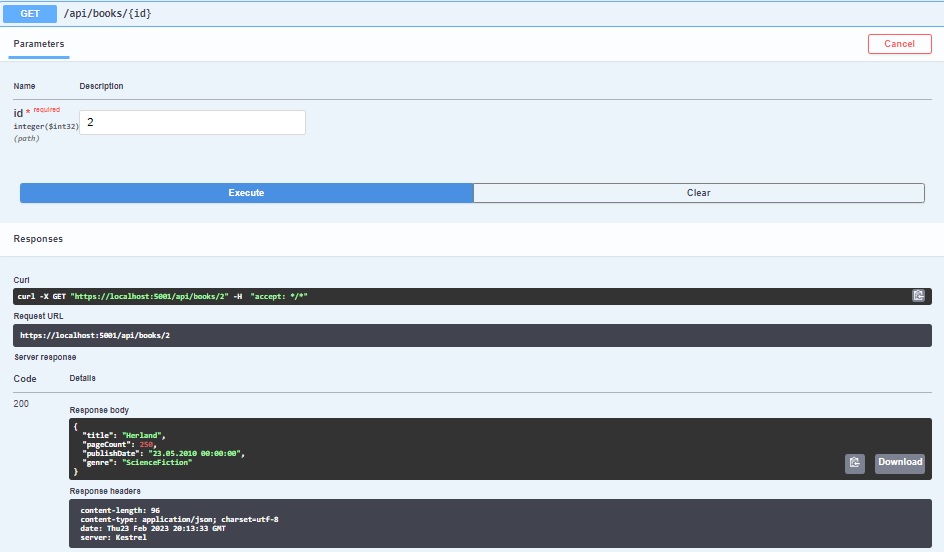 GET /api/books/{id}
Parameters
Cancel
Name Description
id * required
integer($int32)
(path)
2
Execute Clear
Responses
Curl
curl -X GET "https://localhost:5001/api/books/2" -H "accept: */*"
Request URL
https://localhost:5001/api/books/2
Server response
Code Details
200
Response body
{
"title": "Herland",
"pageCount": 250,
"publishDate": "23.05.2010 00:00:00",
"genre": "ScienceFiction"
}
Download
Response headers
content-length: 96
content-type: application/json; charset=utf-8
date: Thu23 Feb 2023 20:13:33 GMT
server: Kestrel